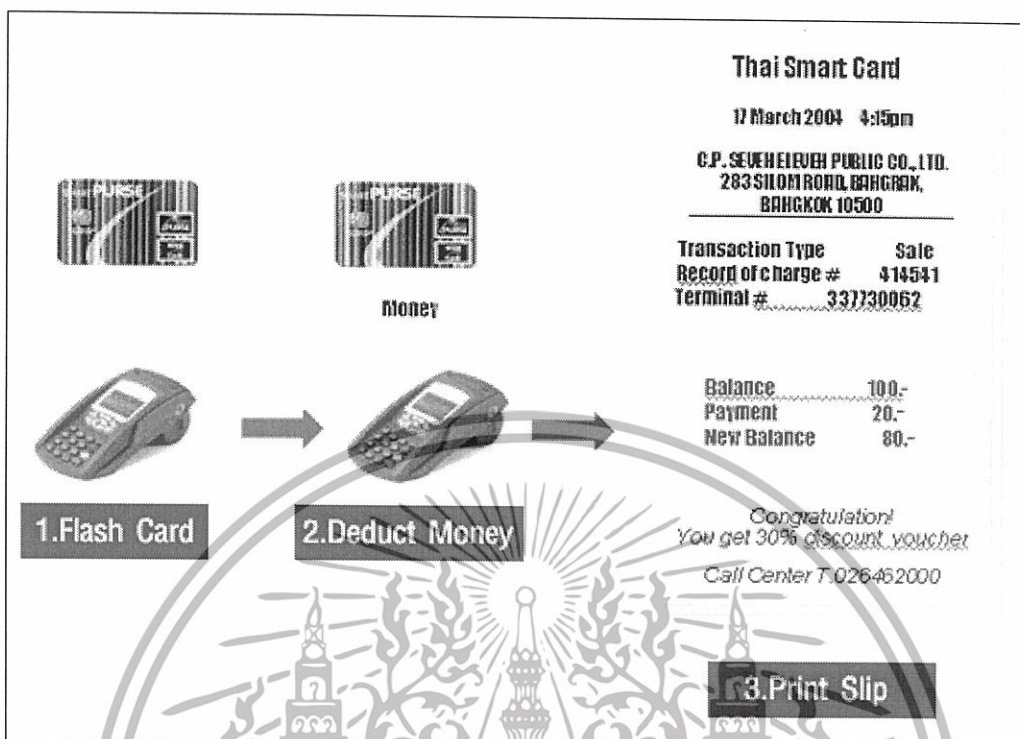 PURSE
PURSE
Money
1.Flash Card
2.Deduct Money
Thai Smart Card
17 March 2004 4:15pm
C.P. SEVEN ELEVEN PUBLIC CO., LTD.
283 SILOM ROAD, BANGRAK,
BANGKOK 10500
Transaction Type Sale
Record of charge # 414541
Terminal # 337730062
Balance 100.-
Payment 20.-
New Balance 80.-
Congratulation!
You get 30% discount voucher
Call Center T.026462000
3.Print Slip